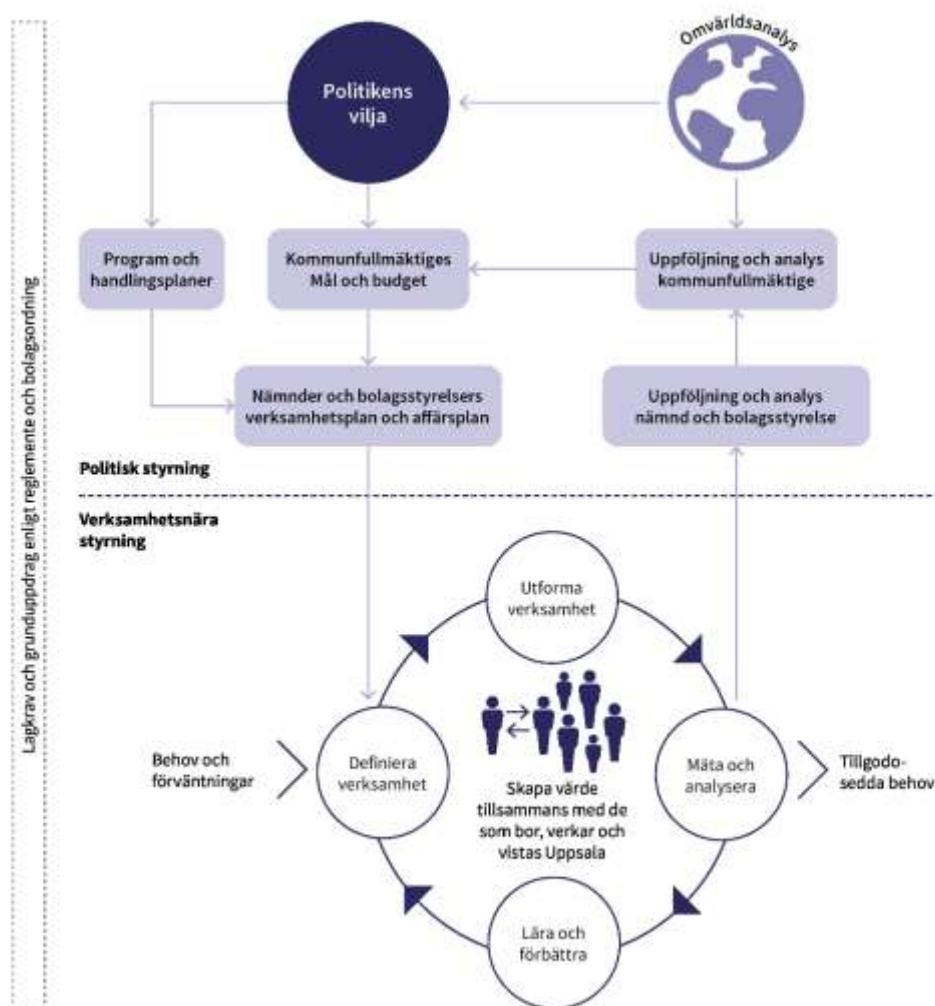 Omvärldsanalys
Politikens
vilja
Program och
handlingsplaner
Kommunfullmäktiges
Mål och budget
Uppföljning och analys
kommunfullmäktige
Nämnder och bolagsstyrelsers
verksamhetsplan och affärsplan
Uppföljning och analys
nämnd och bolagsstyrelse
Politisk styrning
Verksamhetsnära
styrning
Lagkrav och grunduppdrag enligt reglemente och bolagsordning
Utforma
verksamhet
Behov och
förväntningar
Definiera
verksamhet
Skapa värde
tillsammans med de
som bor, verkar och
vistas Uppsala
Mäta och
analysera
Tillgodo-
sedda behov
Lära och
förbättra